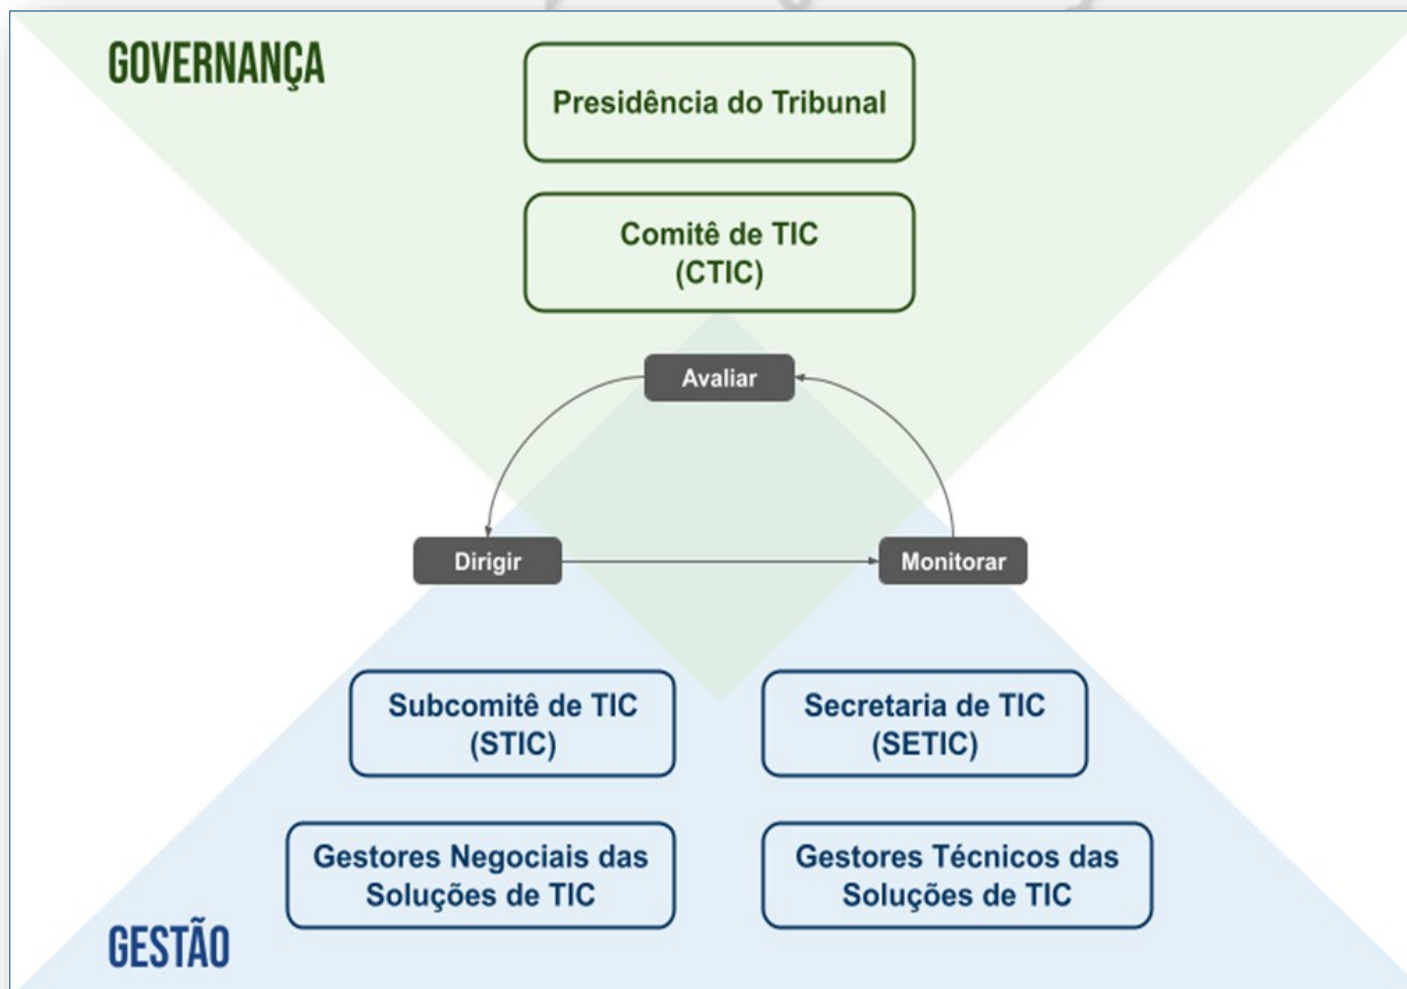 GOVERNANÇA
Presidência do Tribunal
Comitê de TIC
(CTIC)
Avaliar
Dirigir
Monitorar
Subcomitê de TIC
(STIC)
Secretaria de TIC
(SETIC)
Gestores Negociais das
Soluções de TIC
Gestores Técnicos das
Soluções de TIC
GESTÃO